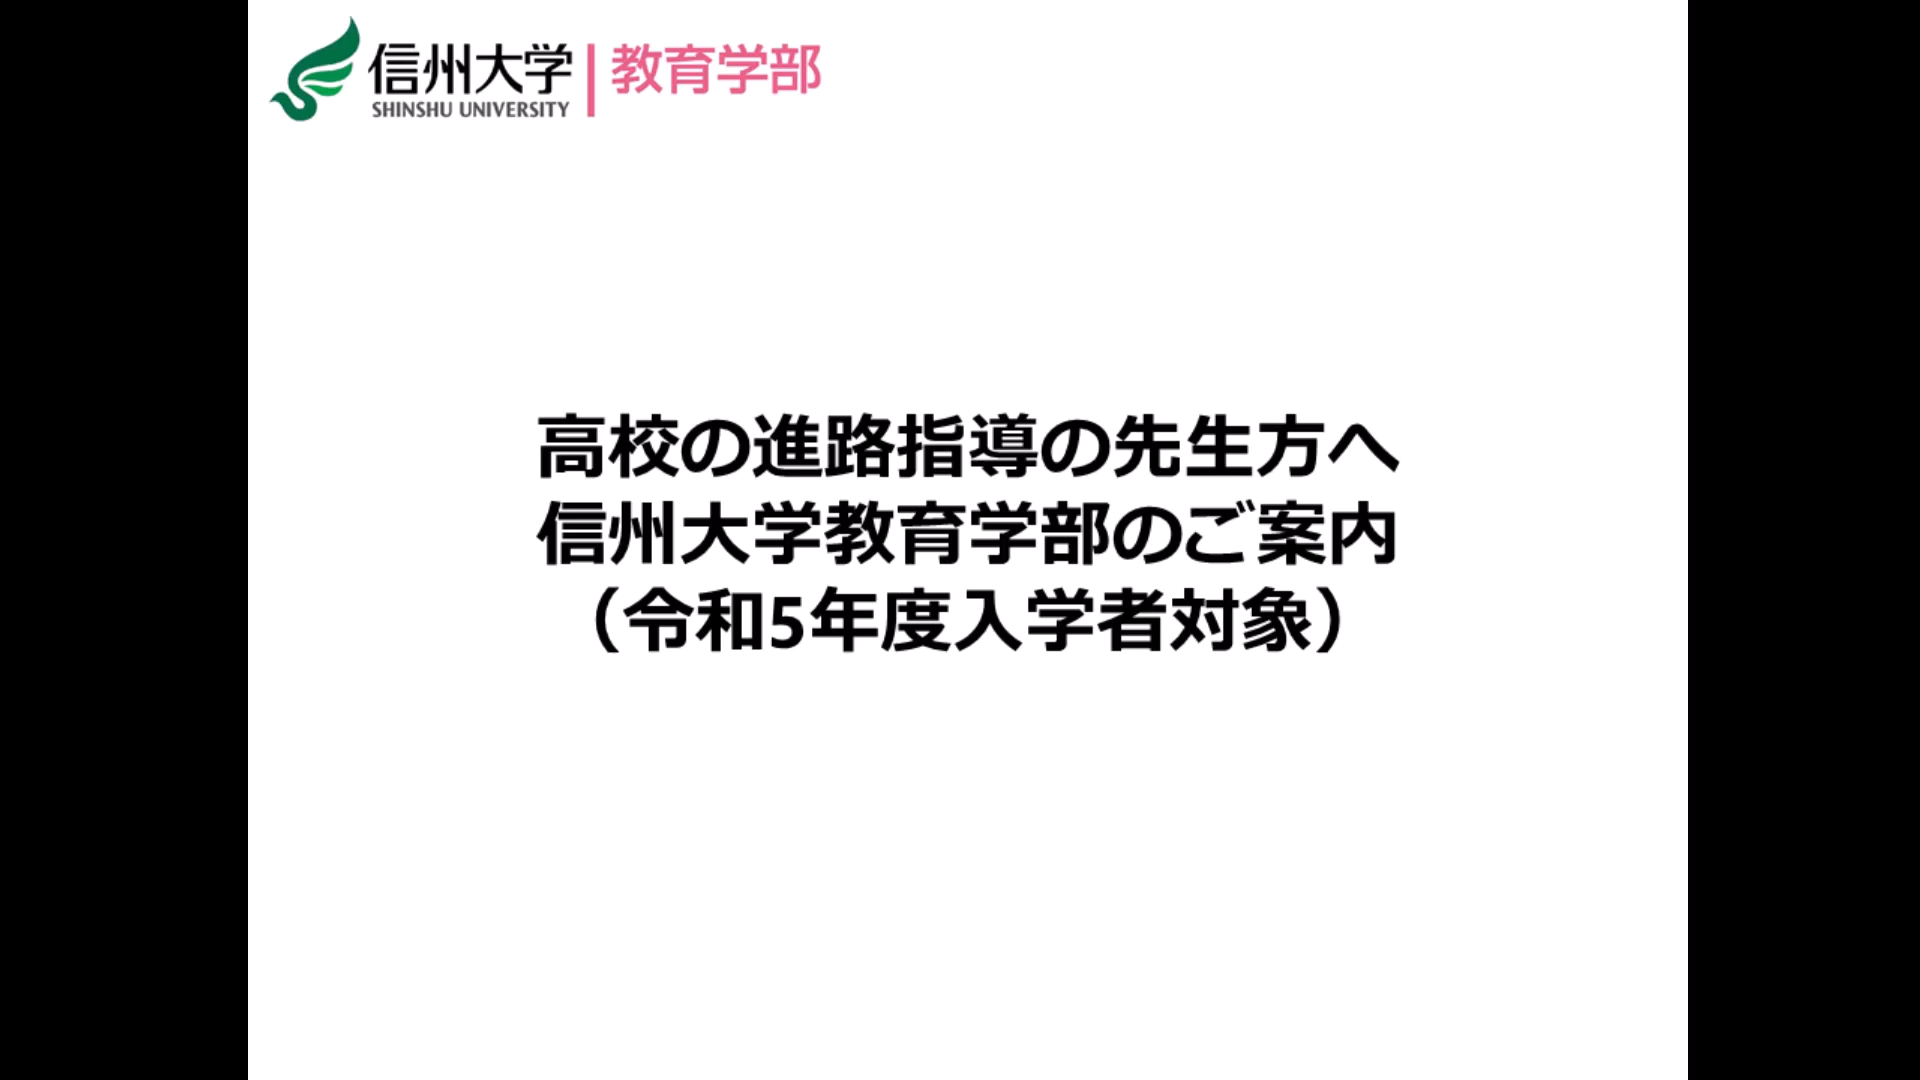 信州大学 | 教育学部
SHINSHU UNIVERSITY
高校の進路指導の先生方へ
信州大学教育学部のご案内
（令和5年度入学者対象）